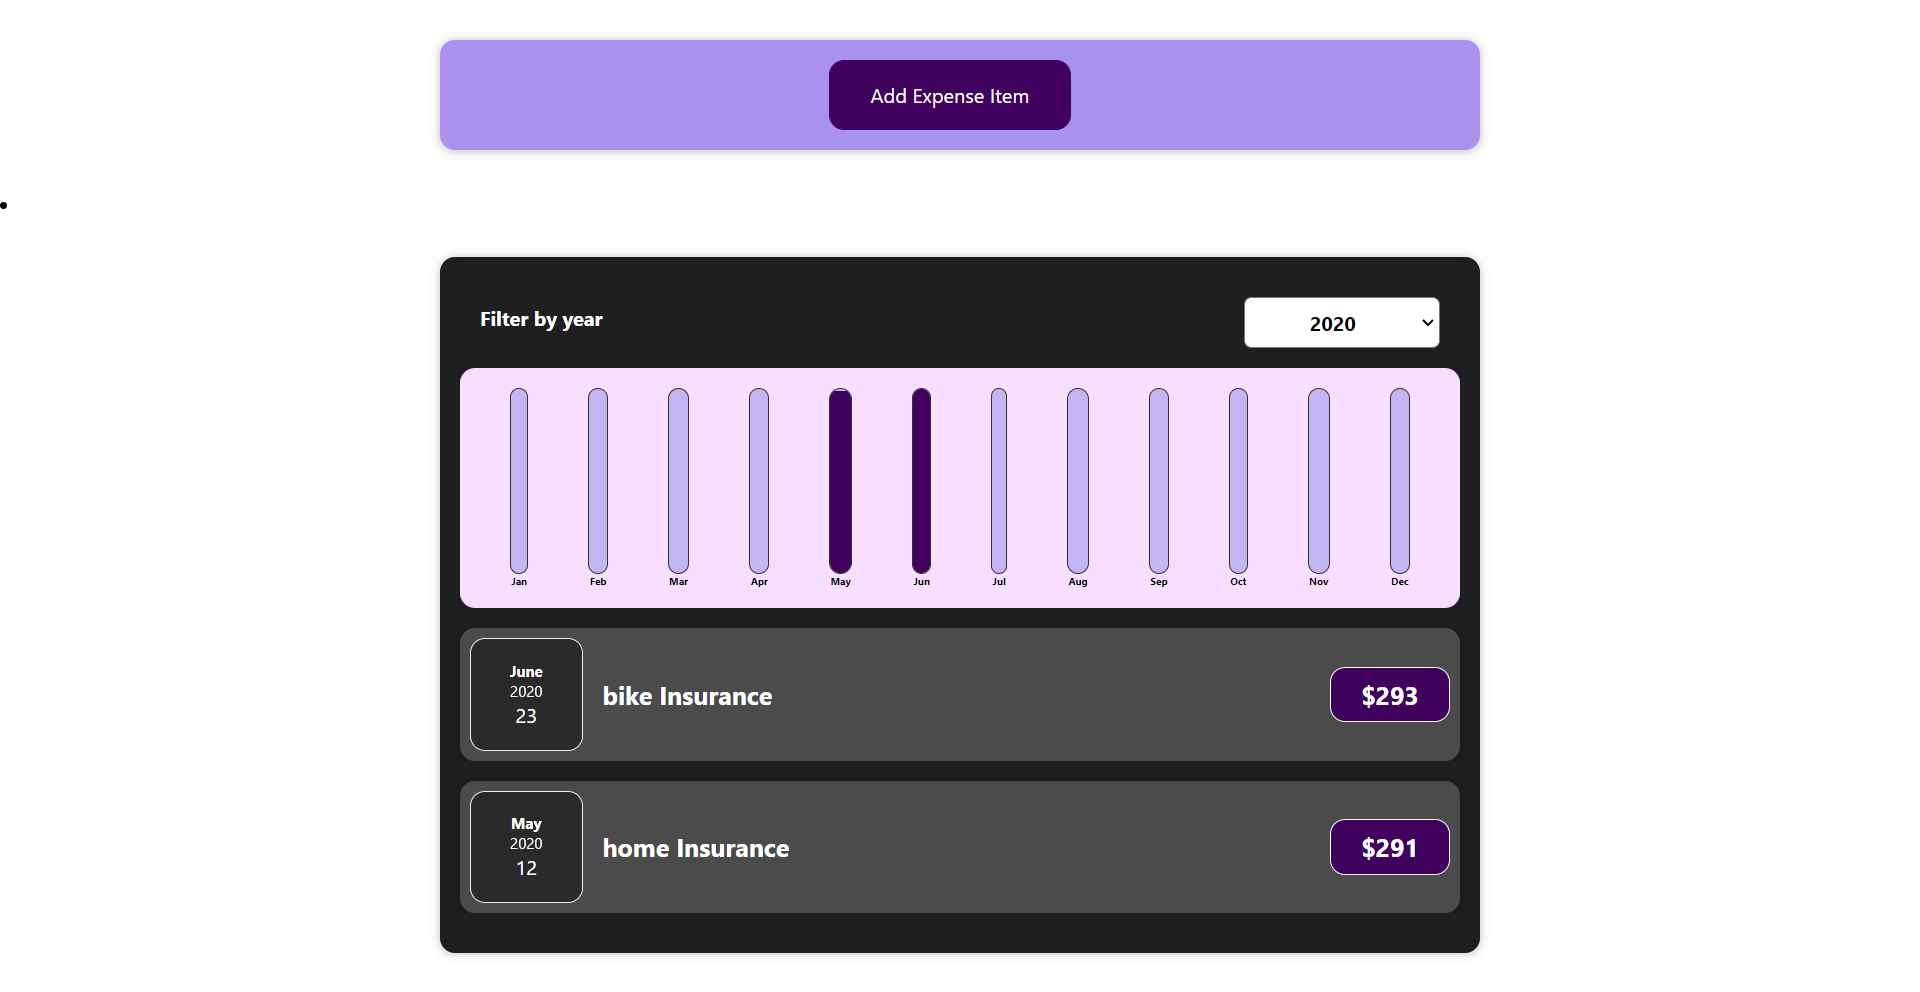 Add Expense Item
Filter by year
2020
Jan Feb Mar Apr May Jun Jul Aug Sep Oct Nov Dec
June
2020
23
bike Insurance
$293
May
2020
12
home Insurance
$291